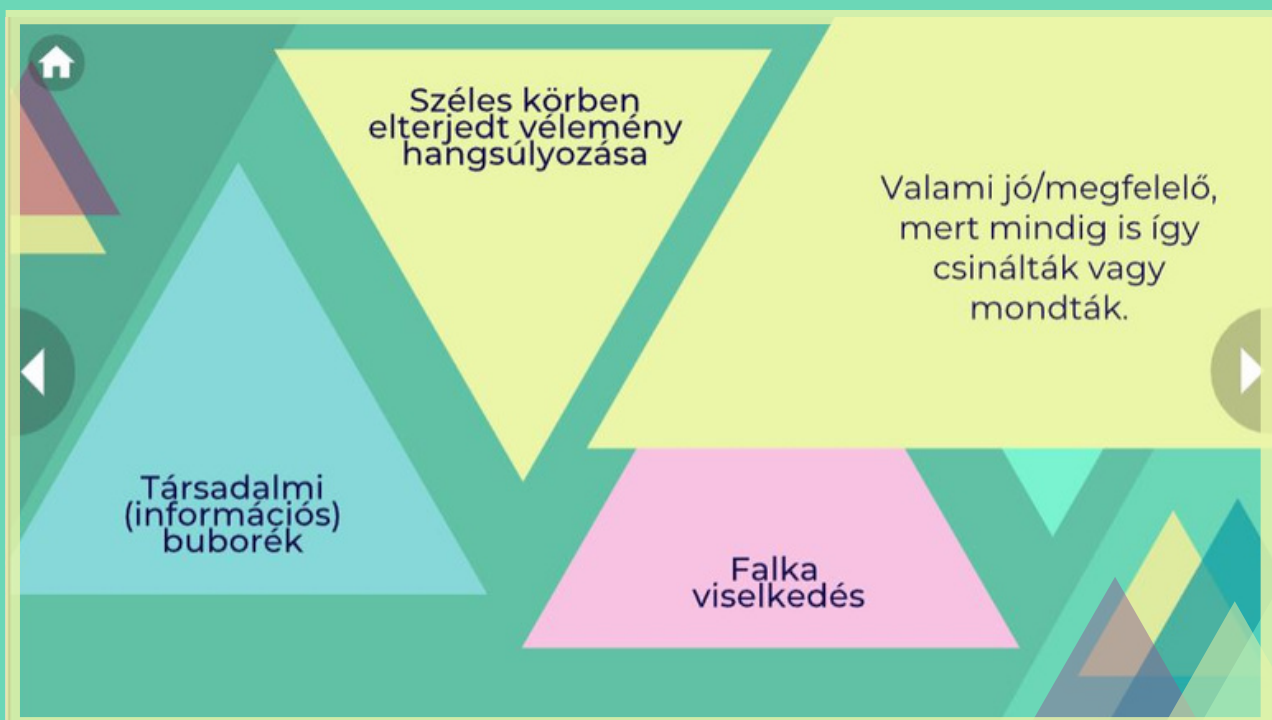 Széles körben
elterjedt vélemény
hangsúlyozása
Valami jó/megfelelő,
mert mindig is így
csinálták vagy
mondták.
Társadalmi
(információs)
buborék
Falka
viselkedés